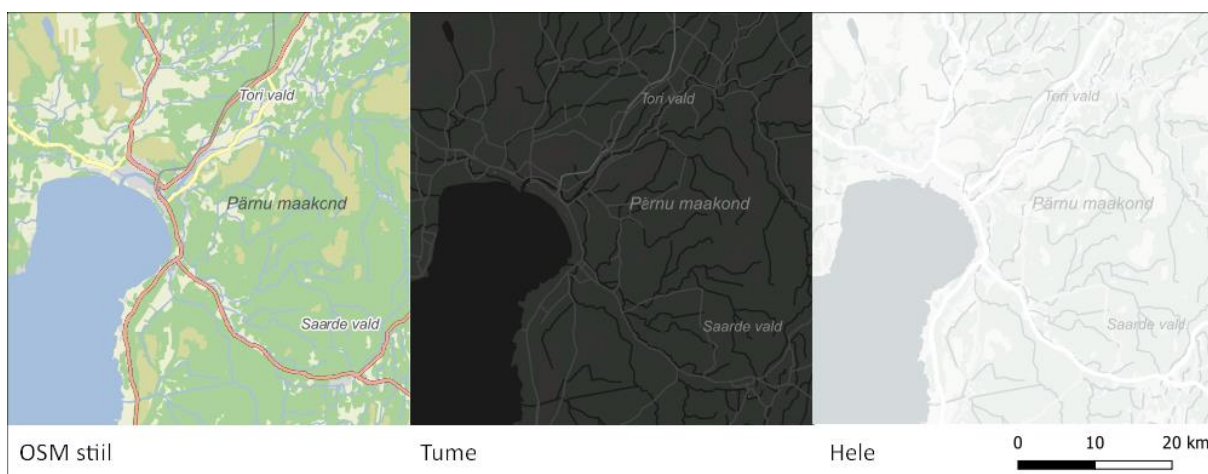 Tori vald
Pärnu maakond
Saarde vald
Tori vald
Pärnu maakond
Saarde vald
Tori vald
Pärnu maakond
Saarde vald
OSM stiil
Tume
Hele
0 10 20 km